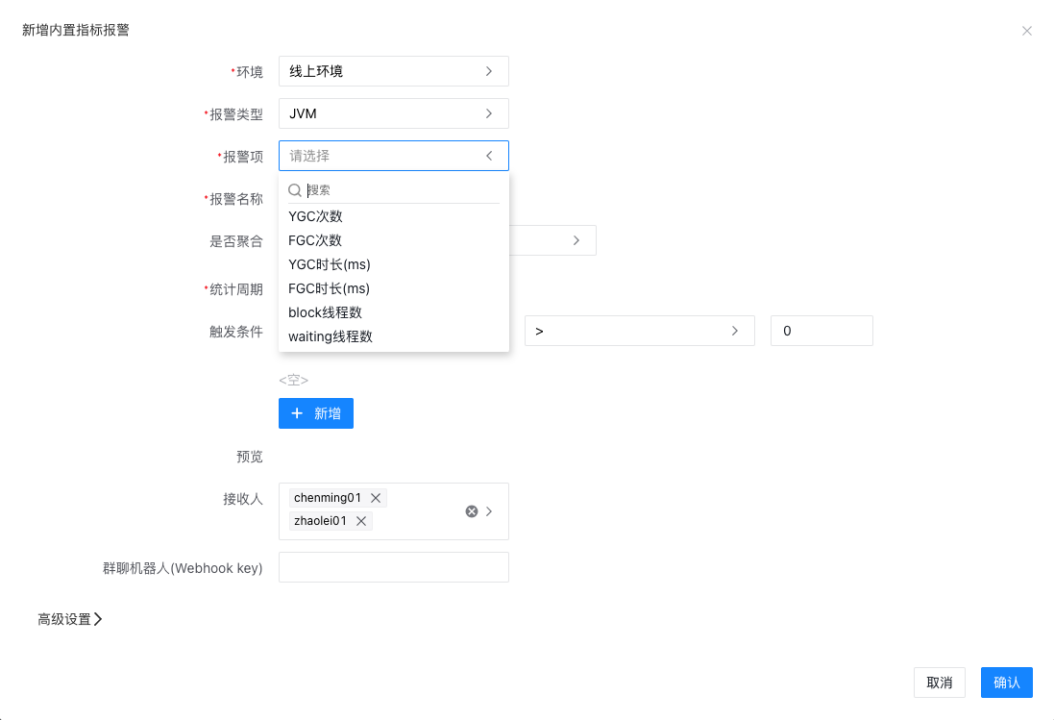 新增内置指标报警
*环境 线上环境
*报警类型 JVM
*报警项 请选择
搜索
*报警名称
YGC次数
FGC次数
是否聚合
YGC时长(ms)
FGC时长(ms)
*统计周期
block线程数
触发条件 > 0
waiting线程数
<空>
+ 新增
预览
接收人 chenming01
zhaolei01
群聊机器人(Webhook key)
高级设置
取消 确认